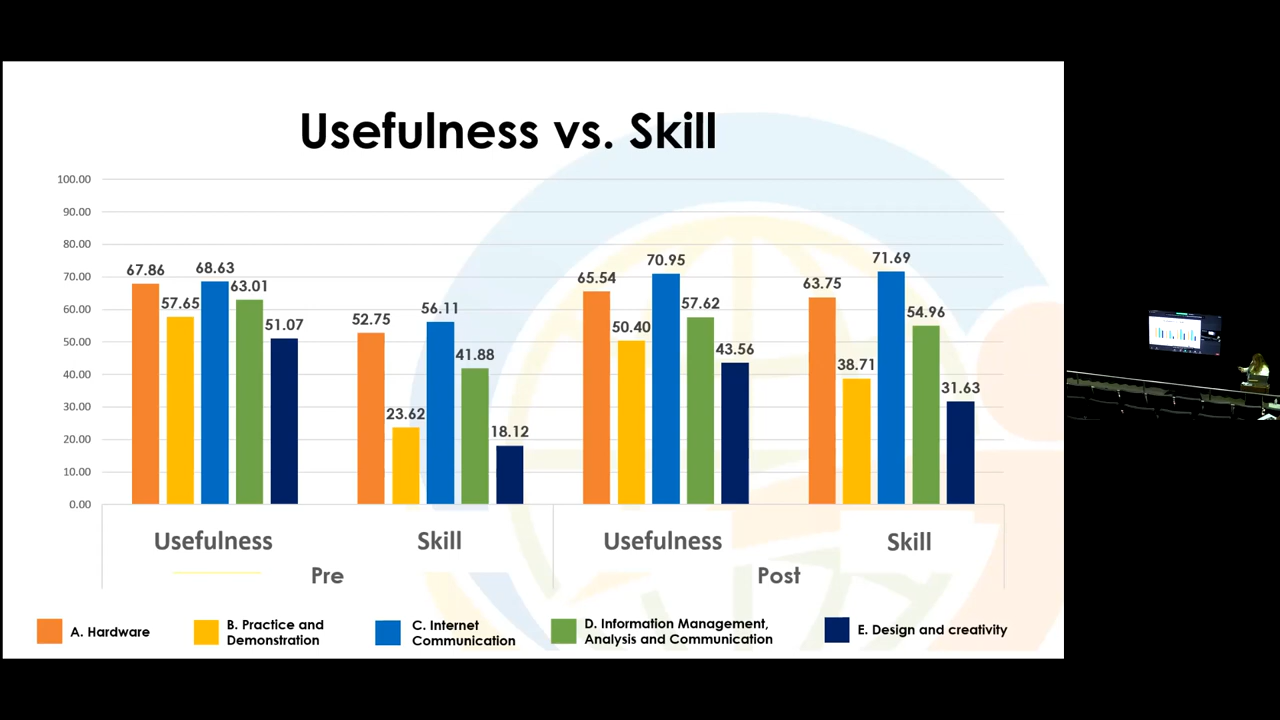 Usefulness vs. Skill
100.00
90.00
80.00
70.00
60.00
50.00
40.00
30.00
20.00
10.00
0.00
67.86
57.65
68.63
63.01
51.07
52.75
23.62
56.11
41.88
18.12
65.54
50.40
70.95
57.62
43.56
63.75
38.71
71.69
54.96
31.63
Usefulness
Skill
Usefulness
Skill
Pre
Post
A. Hardware
B. Practice and
Demonstration
C. Internet
Communication
D. Information Management,
Analysis and Communication
E. Design and creativity